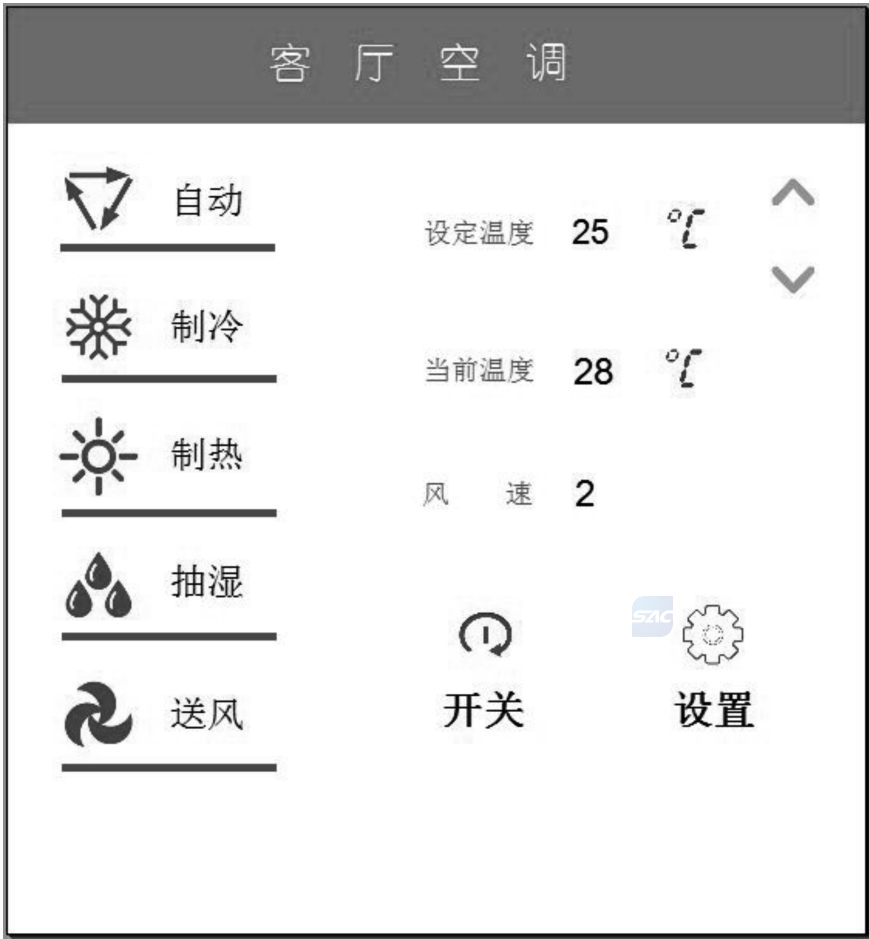 客厅空调
自动
设定温度 25 ℃
制冷
当前温度 28 ℃
制热
风速 2
抽湿
SAC
开关 设置
送风